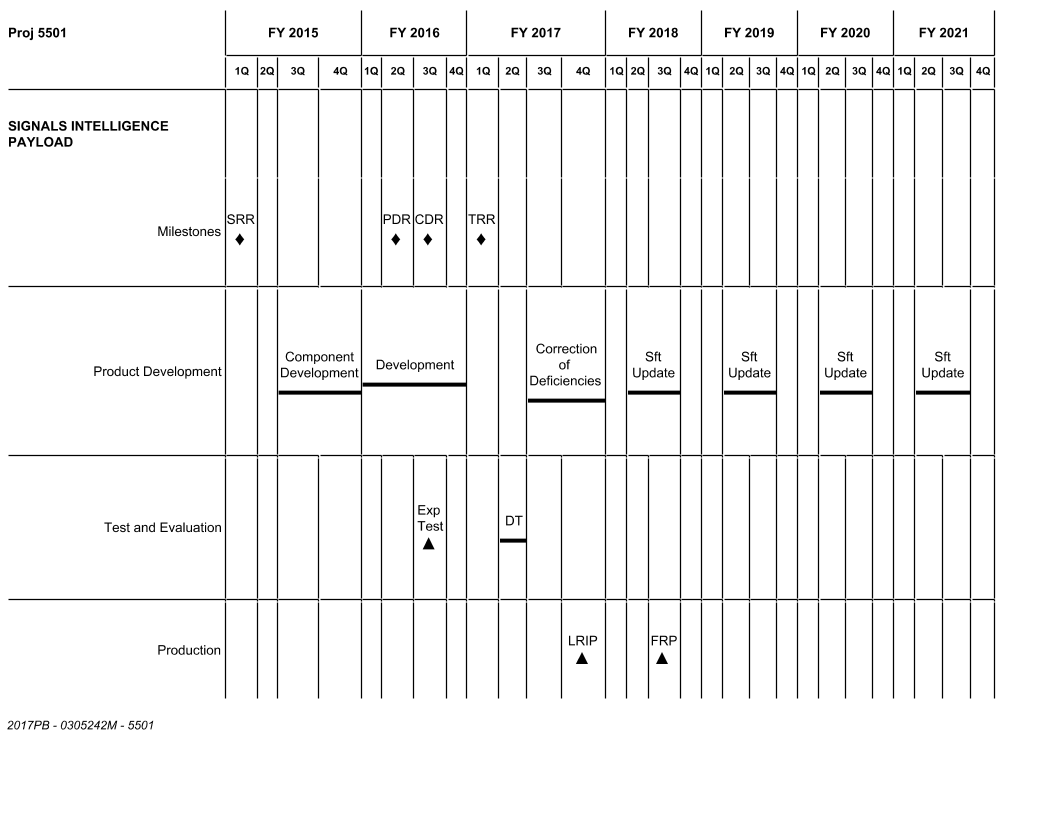 Proj 5501 FY 2015 FY 2016 FY 2017 FY 2018 FY 2019 FY 2020 FY 2021
1Q 2Q 3Q 4Q 1Q 2Q 3Q 4Q 1Q 2Q 3Q 4Q 1Q 2Q 3Q 4Q 1Q 2Q 3Q 4Q 1Q 2Q 3Q 4Q 1Q 2Q 3Q 4Q
SIGNALS INTELLIGENCE
PAYLOAD
SRR PDR CDR TRR
Milestones
Product Development
Component
Development
Development
Correction
of
Deficiencies
Sft
Update
Sft
Update
Sft
Update
Sft
Update
Test and Evaluation
Exp
Test
DT
Production
LRIP FRP
2017PB - 0305242M - 5501